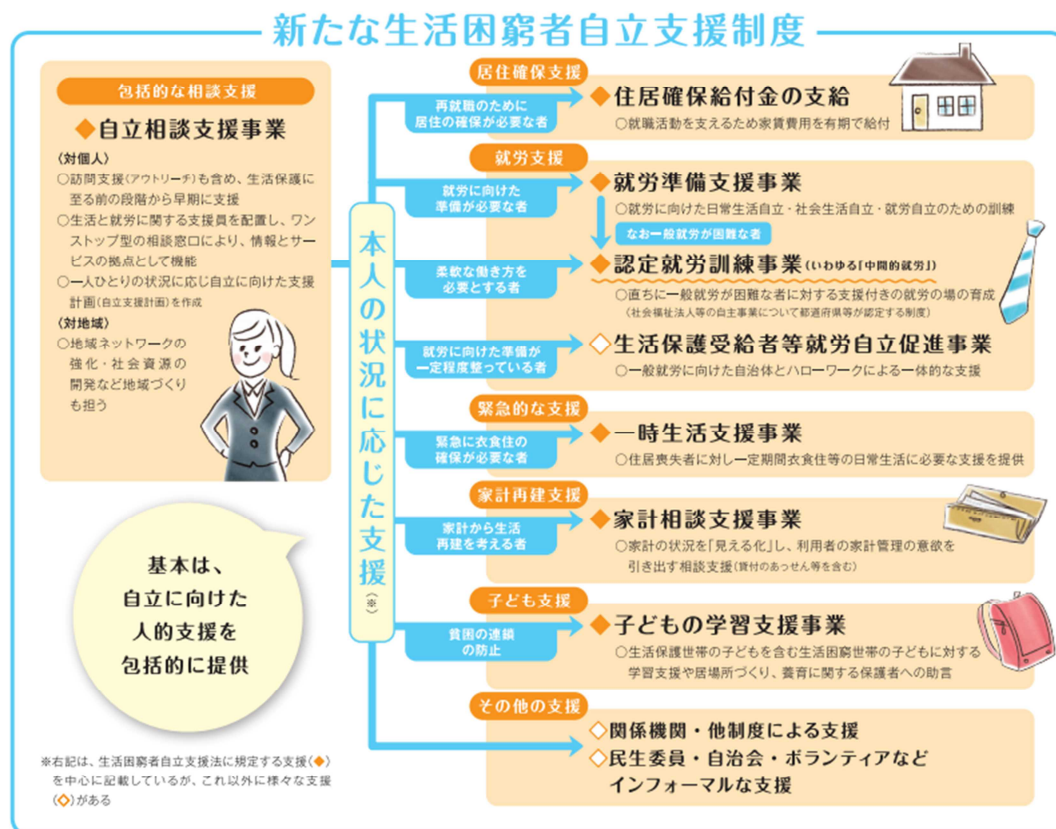 新たな生活困窮者自立支援制度
包括的な相談支援
◆自立相談支援事業
〈対個人〉
○訪問支援(アウトリーチ)も含め、生活保護に
至る前の段階から早期に支援
○生活と就労に関する支援員を配置し、ワン
ストップ型の相談窓口により、情報とサー
ビスの拠点として機能
○一人ひとりの状況に応じ自立に向けた支援
計画(自立支援計画)を作成
〈対地域〉
○地域ネットワークの
強化・社会資源の
開発など地域づくり
も担う
基本は、
自立に向けた
人的支援を
包括的に提供
※右記は、生活困窮者自立支援法に規定する支援(◆)
を中心に記載しているが、これ以外に様々な支援
(◇)がある
本人の状況に応じた支援(※)
居住確保支援
再就職のために
居住の確保が必要な者
◆住居確保給付金の支給
○就職活動を支えるため家賃費用を有期で給付
就労支援
就労に向けた
準備が必要な者
◆就労準備支援事業
○就労に向けた日常生活自立・社会生活自立・就労自立のための訓練
なお一般就労が困難な者
柔軟な働き方を
必要とする者
◆認定就労訓練事業(いわゆる「中間的就労」)
○直ちに一般就労が困難な者に対する支援付きの就労の場の育成
(社会福祉法人等の自主事業について都道府県等が認定する制度)
就労に向けた準備が
一定程度整っている者
◇生活保護受給者等就労自立促進事業
○一般就労に向けた自治体とハローワークによる一体的な支援
緊急的な支援
緊急に衣食住の
確保が必要な者
◆一時生活支援事業
○住居喪失者に対し一定期間衣食住等の日常生活に必要な支援を提供
家計再建支援
家計から生活
再建を考える者
◆家計相談支援事業
○家計の状況を「見える化」し、利用者の家計管理の意欲を
引き出す相談支援(貸付のあっせん等を含む)
子ども支援
貧困の連鎖
の防止
◆子どもの学習支援事業
○生活保護世帯の子どもを含む生活困窮世帯の子どもに対する
学習支援や居場所づくり、養育に関する保護者への助言
その他の支援
◇関係機関・他制度による支援
◇民生委員・自治会・ボランティアなど
インフォーマルな支援